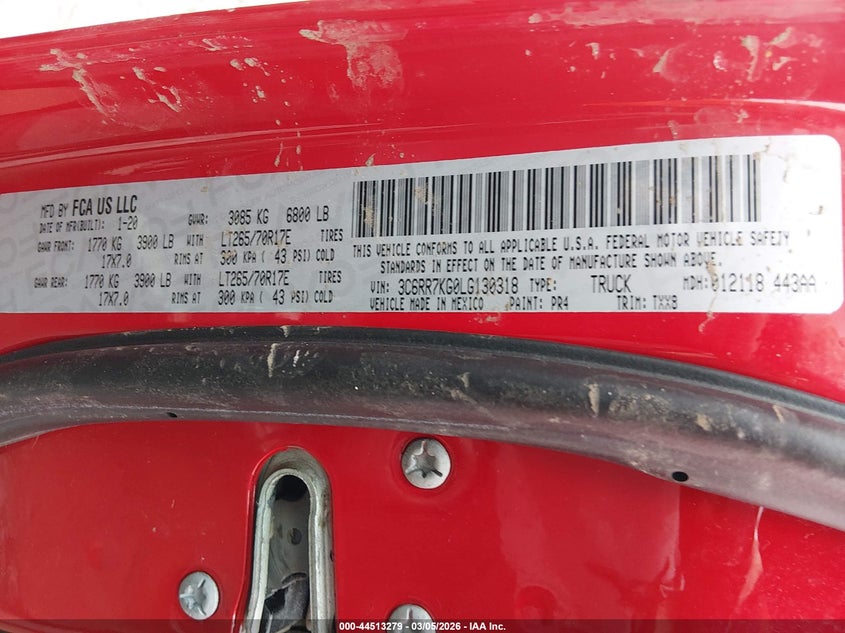 MFD BY FCA US LLC
DATE OF MFR(BUILT): 1-20 GVWR: 3085 KG 6800 LB
GAWR FRONT: 1770 KG 3900 LB WITH LT265/70R17E TIRES
17X7.0 RIMS AT 300 KPA ( 43 PSI) COLD
GAWR REAR: 1770 KG 3900 LB WITH LT265/70R17E TIRES
17X7.0 RIMS AT 300 KPA ( 43 PSI) COLD
THIS VEHICLE CONFORMS TO ALL APPLICABLE U.S.A. FEDERAL MOTOR VEHICLE SAFETY
STANDARDS IN EFFECT ON THE DATE OF MANUFACTURE SHOWN ABOVE.
VIN: 3C6RR7KG0LG130318 TYPE: TRUCK MDH: 012118 443AA
VEHICLE MADE IN MEXICO PAINT: PR4 TRIM: TXX8
000-44513279 - 03/05/2026 - IAA Inc.